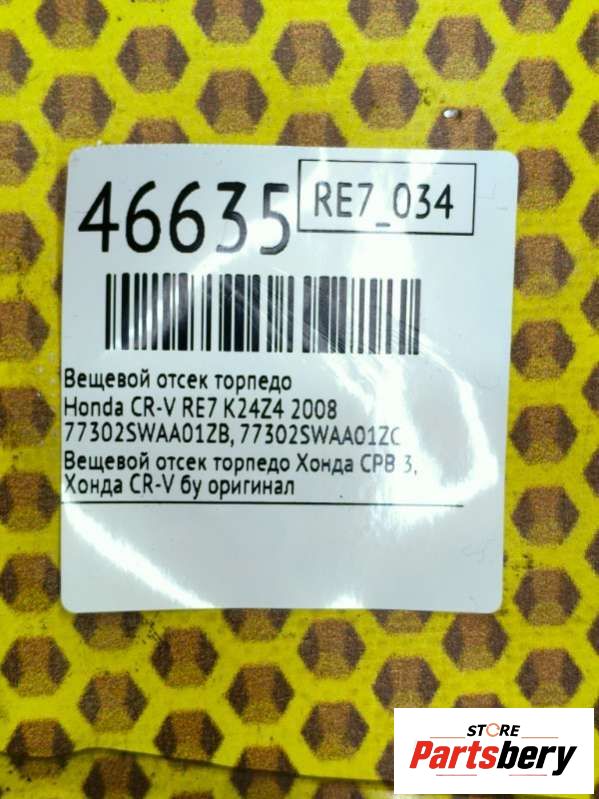 46635
RE7_034
Вещевой отсек торпедо
Honda CR-V RE7 K24Z4 2008
77302SWAA01ZB, 77302SWAA01ZC
Вещевой отсек торпедо Хонда СРВ 3,
Хонда CR-V бу оригинал
STORE
Partsbery